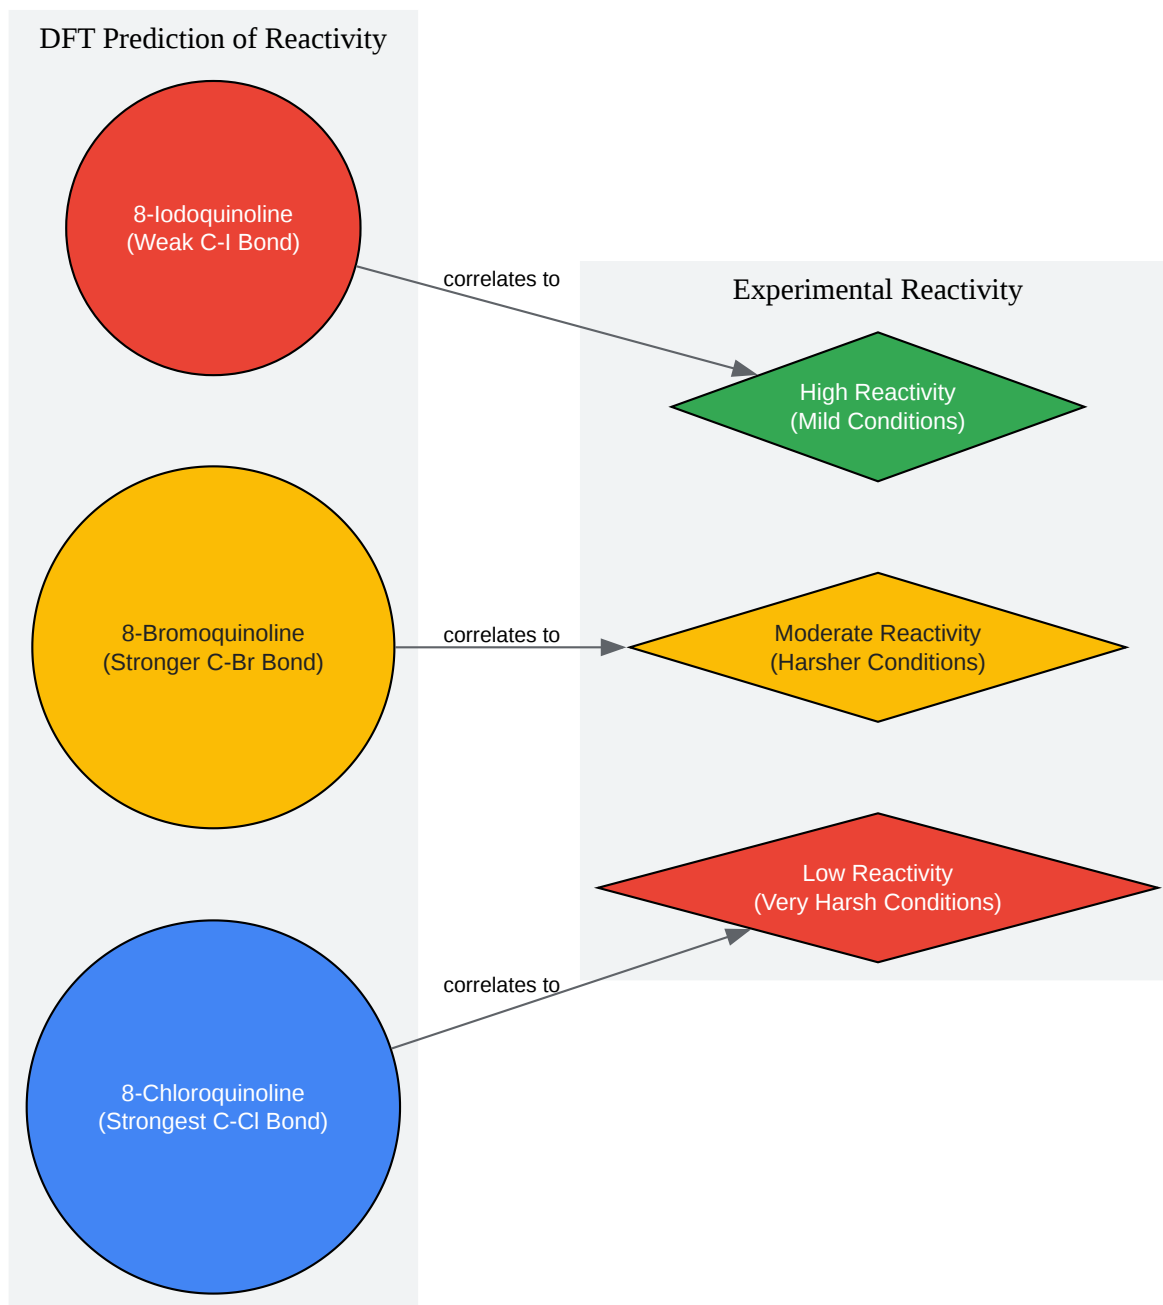 DFT Prediction of Reactivity
8-Iodoquinoline
(Weak C-I Bond)
correlates to
Experimental Reactivity
High Reactivity
(Mild Conditions)
8-Bromoquinoline
(Stronger C-Br Bond)
correlates to
Moderate Reactivity
(Harsher Conditions)
Low Reactivity
(Very Harsh Conditions)
correlates to
8-Chloroquinoline
(Strongest C-Cl Bond)